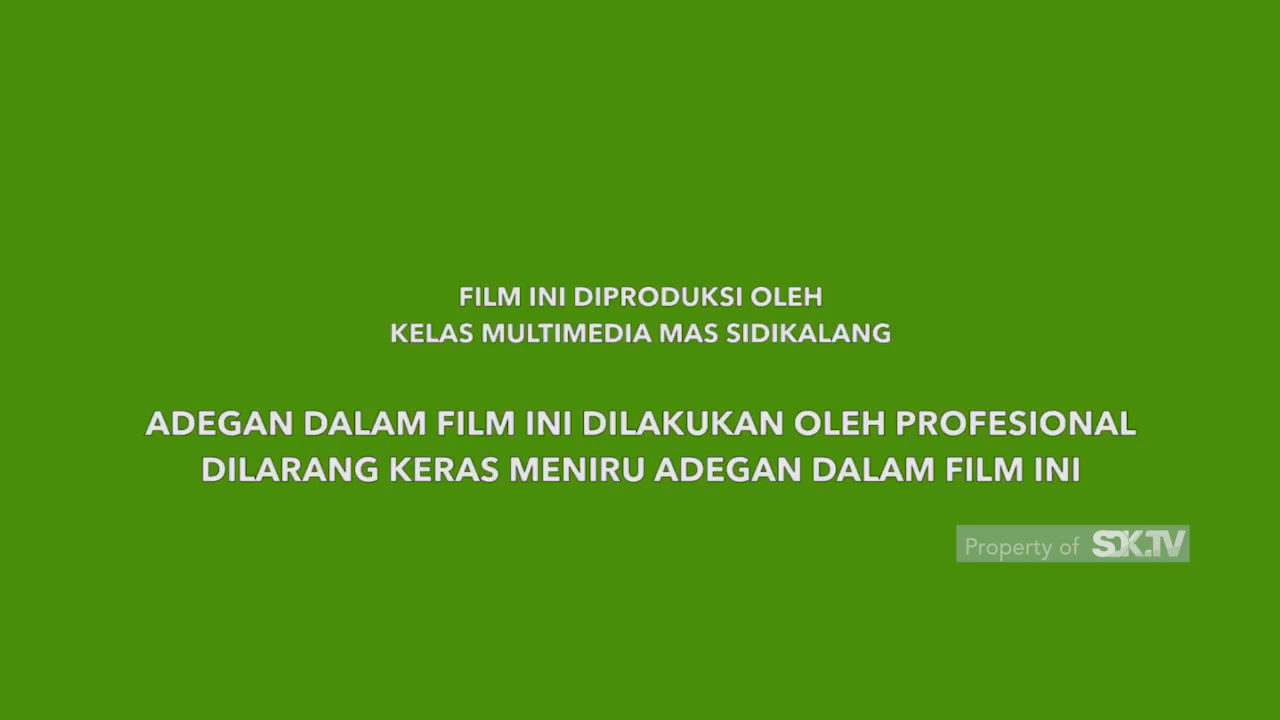 FILM INI DIPRODUKSI OLEH
KELAS MULTIMEDIA MAS SIDIKALANG
ADEGAN DALAM FILM INI DILAKUKAN OLEH PROFESIONAL
DILARANG KERAS MENIRU ADEGAN DALAM FILM INI
Property of SDK.TV